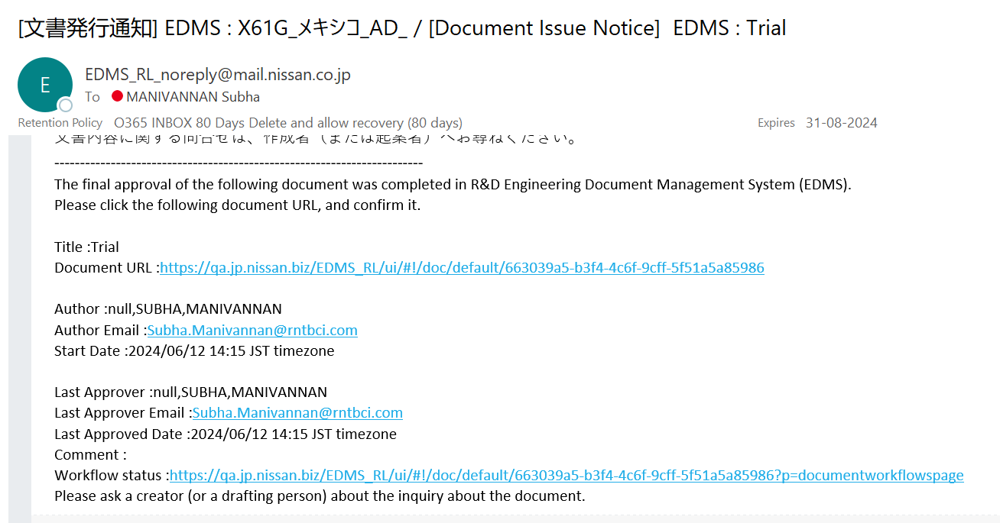 [文書発行通知] EDMS : X61G_メキシコ_AD_ / [Document Issue Notice]  EDMS : Trial
E
EDMS_RL_noreply@mail.nissan.co.jp
To MANIVANNAN Subha
Retention Policy O365 INBOX 80 Days Delete and allow recovery (80 days) Expires 31-08-2024
文書内容に関する問合せは、作成者（または起案者）へお尋ねください。
------------------------------------------------------------------------
The final approval of the following document was completed in R&D Engineering Document Management System (EDMS).
Please click the following document URL, and confirm it.
Title :Trial
Document URL :https://qa.jp.nissan.biz/EDMS_RL/ui/#!/doc/default/663039a5-b3f4-4c6f-9cff-5f51a5a85986
Author :null,SUBHA,MANIVANNAN
Author Email :Subha.Manivannan@rntbci.com
Start Date :2024/06/12 14:15 JST timezone
Last Approver :null,SUBHA,MANIVANNAN
Last Approver Email :Subha.Manivannan@rntbci.com
Last Approved Date :2024/06/12 14:15 JST timezone
Comment :
Workflow status :https://qa.jp.nissan.biz/EDMS_RL/ui/#!/doc/default/663039a5-b3f4-4c6f-9cff-5f51a5a85986?p=documentworkflowspage
Please ask a creator (or a drafting person) about the inquiry about the document.